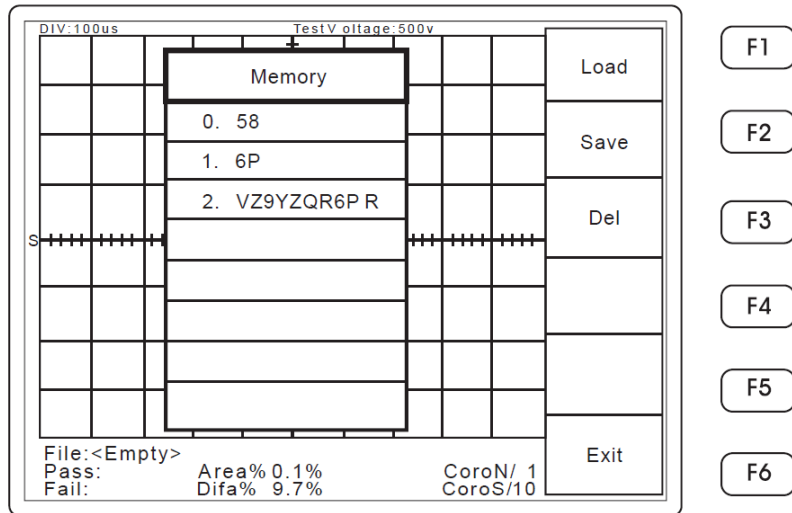 DIV:100us TestV oltage:500v
Memory
0. 58
1. 6P
2. VZ9YZQR6P R
S
Load
Save
Del
Exit
File:<Empty>
Pass: Area% 0.1% CoroN/ 1
Fail: Difa% 9.7% CoroS/10
F1
F2
F3
F4
F5
F6